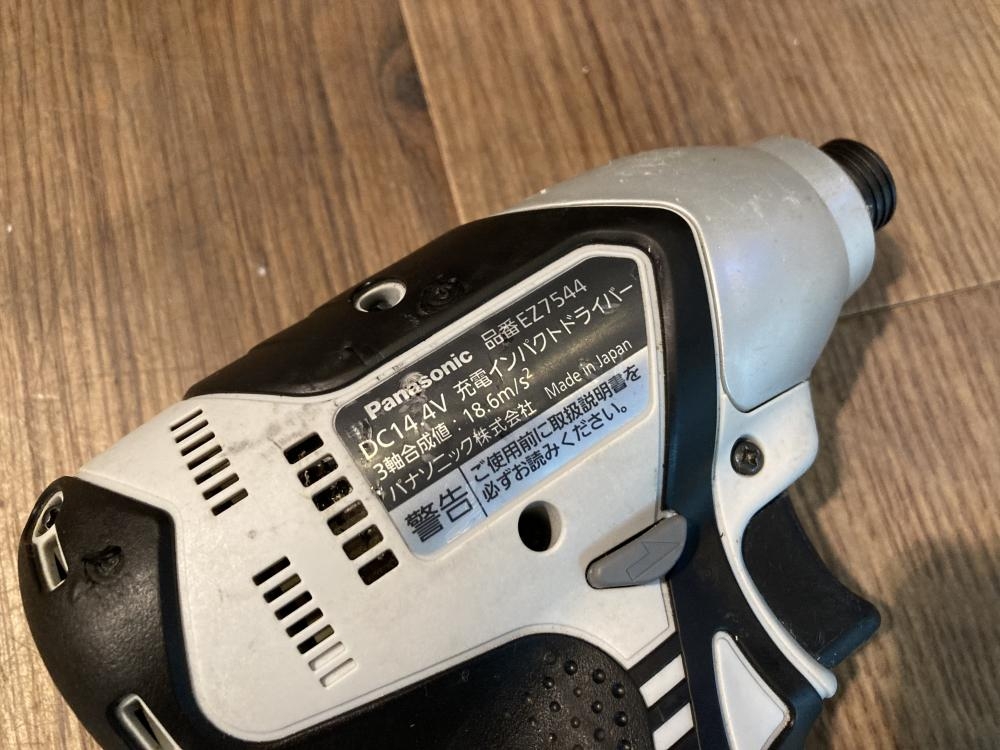 Panasonic 品番EZ7544
DC14.4V 充電インパクトドライバー
3軸合成値:18.6m/s²
パナソニック株式会社 Made in Japan
警告 ご使用前に取扱説明書を
必ずお読みください。